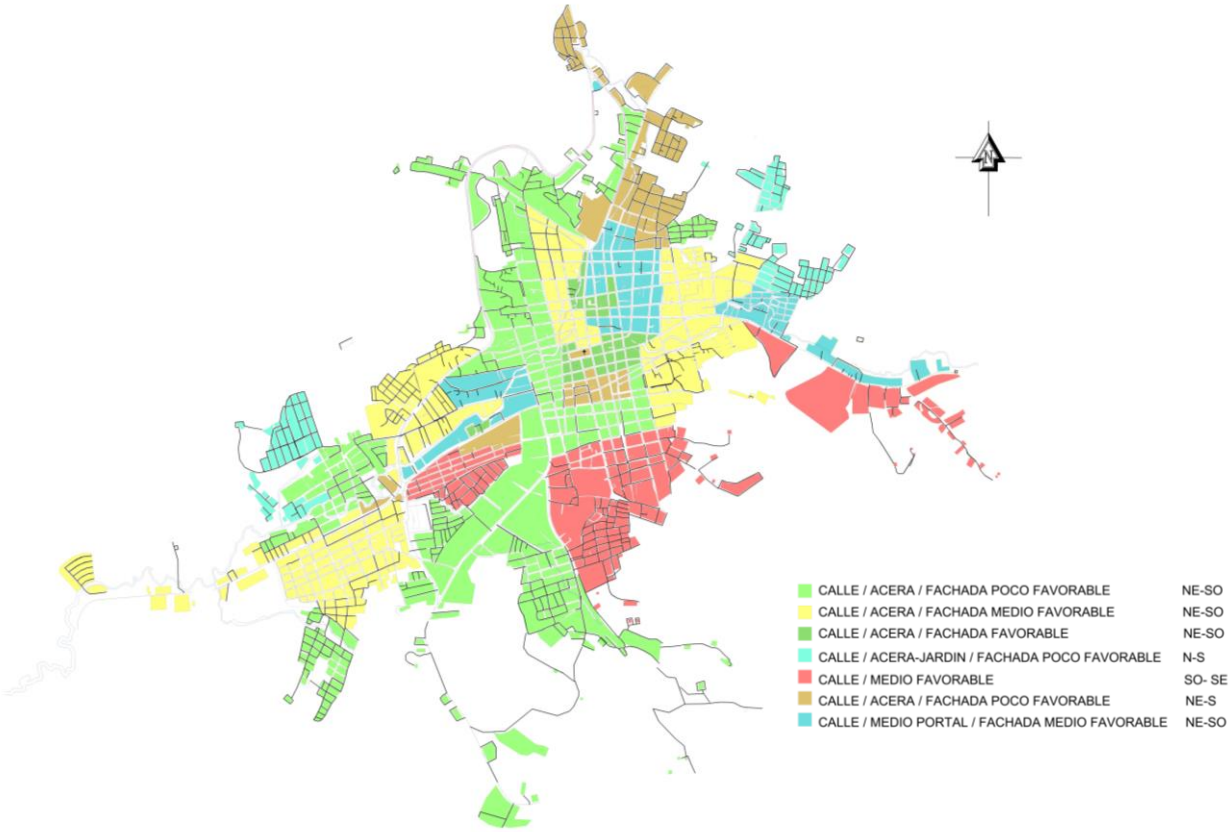 N
CALLE / ACERA / FACHADA POCO FAVORABLE NE-SO
CALLE / ACERA / FACHADA MEDIO FAVORABLE NE-SO
CALLE / ACERA / FACHADA FAVORABLE NE-SO
CALLE / ACERA-JARDIN / FACHADA POCO FAVORABLE N-S
CALLE / MEDIO FAVORABLE SO- SE
CALLE / ACERA / FACHADA POCO FAVORABLE NE-S
CALLE / MEDIO PORTAL / FACHADA MEDIO FAVORABLE NE-SO